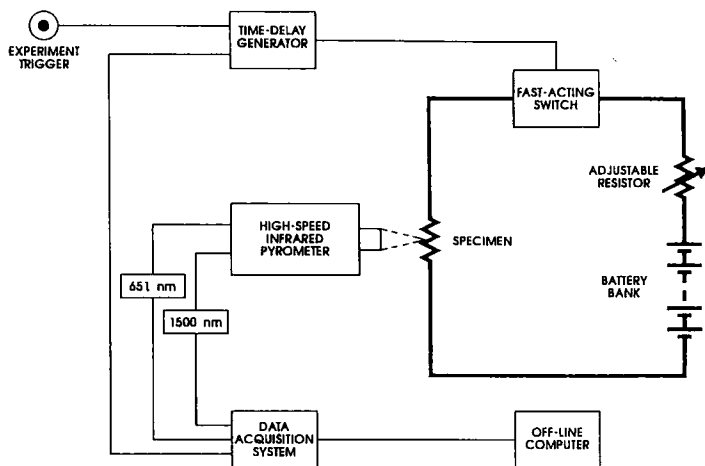 EXPERIMENT
TRIGGER
TIME-DELAY
GENERATOR
FAST-ACTING
SWITCH
ADJUSTABLE
RESISTOR
HIGH-SPEED
INFRARED
PYROMETER
SPECIMEN
BATTERY
BANK
651 nm
1500 nm
DATA
ACQUISITION
SYSTEM
OFF-LINE
COMPUTER